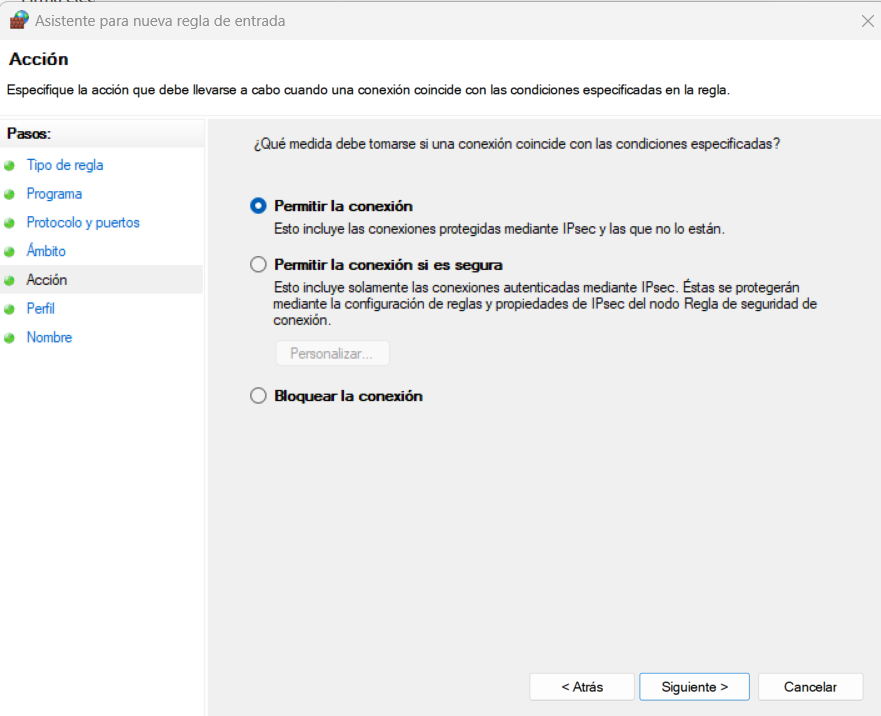 Asistente para nueva regla de entrada
Acción
Especifique la acción que debe llevarse a cabo cuando una conexión coincide con las condiciones especificadas en la regla.
Pasos:
Tipo de regla
Programa
Protocolo y puertos
Ámbito
Acción
Perfil
Nombre
¿Qué medida debe tomarse si una conexión coincide con las condiciones especificadas?
Permitir la conexión
Esto incluye las conexiones protegidas mediante IPsec y las que no lo están.
Permitir la conexión si es segura
Esto incluye solamente las conexiones autenticadas mediante IPsec. Éstas se protegerán
mediante la configuración de reglas y propiedades de IPsec del nodo Regla de seguridad de
conexión.
Personalizar...
Bloquear la conexión
< Atrás
Siguiente >
Cancelar